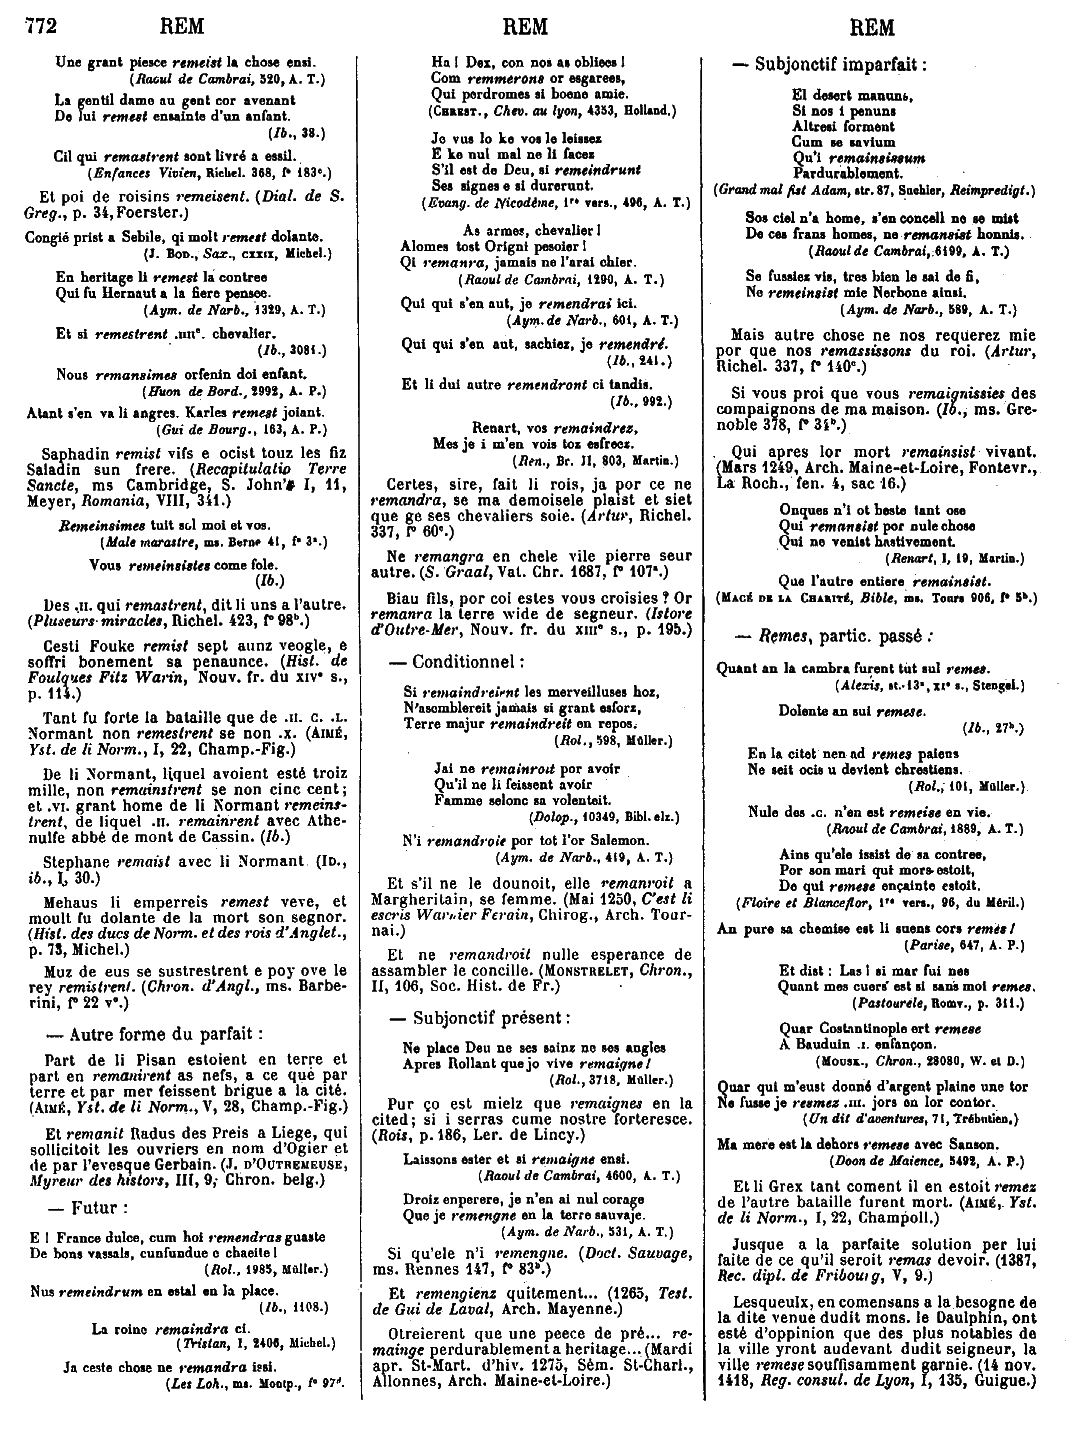 772 REM REM REM
Une grant piesce remeist la chose ensi.
(Raoul de Cambrai, 520, A. T.)
La gentil dame au gent cor avenant
De lui remest ensainte d'un anfant.
(Ib., 38.)
Cil qui remastrent sont livré a essil.
(Enfances Vivien, Richel. 368, f° 183ᵉ.)
Et poi de roisins remeisent. (Dial. de S.
Greg., p. 34, Foerster.)
Congié prist a Sebile, qi molt remest dolante.
(J. BOD., Sax., CXXIX, Michel.)
En heritage li remest la contree
Qui fu Hernaut a la fiere pensee.
(Aym. de Narb., 1329, A. T.)
Et si remestrent .IIIIᵉ. chevalier.
(Ib., 3081.)
Nous remansimes orfenin doi enfant.
(Huon de Bord., 2992, A. P.)
Atant s'en va li angres. Karles remest joiant.
(Gui de Bourg., 163, A. P.)
Saphadin remist vifs e ocist touz les fiz
Saladin sun frere. (Recapitulatio Terre
Sancte, ms Cambridge, S. John's I, 11,
Meyer, Romania, VIII, 341.)
Remeinsimes tuit sol moi et vos.
(Male marastre, ms. Berne 41, f° 3ᵃ.)
Vous remeinsistes come fole.
(Ib.)
Des .II. qui remastrent, dit li uns a l'autre.
(Pluseurs miracles, Richel. 423, f° 98ᵇ.)
Cesti Fouke remist sept aunz veogle, e
soffri bonement sa penaunce. (Hist. de
Foulques Fitz Warin, Nouv. fr. du XIVᵉ s.,
p. 114.)
Tant fu forte la bataille que de .II. C. .L.
Normant non remestrent se non .X. (AIMÉ,
Yst. de li Norm., I, 22, Champ.-Fig.)
De li Normant, liquel avoient esté troiz
mille, non remainstrent se non cinc cent;
et .VI. grant home de li Normant remeins-
trent, de liquel .II. remainrent avec Athe-
nulfe abbé de mont de Cassin. (Ib.)
Stephane remaist avec li Normant (ID.,
ib., I, 30.)
Mehaus li emperreis remest veve, et
moult fu dolante de la mort son segnor.
(Hist. des ducs de Norm. et des rois d'Anglet.,
p. 73, Michel.)
Muz de eus se sustrestrent e poy ove le
rey remistrent. (Chron. d'Angl., ms. Barbe-
rini, f° 22 v°.)
— Autre forme du parfait :
Part de li Pisan estoient en terre et
part en remanirent as nefs, a ce que par
terre et par mer feissent brigue a la cité.
(AIMÉ, Yst. de li Norm., V, 28, Champ.-Fig.)
Et remanit Radus des Preis a Liege, qui
sollicitoit les ouvriers en nom d'Ogier et
de par l'evesque Gerbain. (J. D'OUTREMEUSE,
Myreur des histors, III, 9, Chron. belg.)
— Futur :
E ! France dulce, cum hoi remendras guaste
De bons vassals, cunfundue e chaeite !
(Rol., 1985, Müller.)
Nus remeindrum en estal en la place.
(Ib., 1108.)
La roine remaindra ci.
(Tristan, I, 2406, Michel.)
Ja ceste chose ne remandra issi.
(Les Loh., ms. Montp., f° 97ᵈ.
Ha ! Dex, con nos as obliees !
Com remmerons or esgarees,
Qui perdromes si boene amie.
(CHREST., Chev. au lyon, 4353, Holland.)
Je vus lo ke vos le leissez
E ke nul mal ne li facez
S'il est de Deu, si remeindrunt
Ses signes e si durerunt.
(Evang. de Nicodème, 1ʳᵉ vers., 496, A. T.)
As armes, chevalier !
Alomes tost Origni pesoier !
Qi remanra, jamais ne l'arai chier.
(Raoul de Cambrai, 1290, A. T.)
Qui qui s'en aut, je remendrai ici.
(Aym. de Narb., 601, A. T.)
Qui qui s'en aut, sachiez, je remendré.
(Ib., 241.)
Et li dui autre remendront ci tandis.
(Ib., 992.)
Renart, vos remaindrez,
Mes je i m'en vois toz esfreez.
(Ren., Br. II, 803, Martin.)
Certes, sire, fait li rois, ja por ce ne
remandra, se ma demoisele plaist et siet
que ge ses chevaliers soie. (Artur, Richel.
337, f° 60ᶜ.)
Ne remangra en chele vile pierre seur
autre. (S. Graal, Vat. Chr. 1687, f° 107ᵃ.)
Biau fils, por coi estes vous croisies ? Or
remanra la terre wide de segneur. (Istore
d'Outre-Mer, Nouv. fr. du XIIIᵉ s., p. 195.)
— Conditionnel :
Si remaindreient les merveilluses hoz,
N'asemblereit jamais si grant esforz,
Terre majur remaindreit en repos.
(Rol., 598, Müller.)
Jai ne remainroit por avoir
Qu'il ne li feissent avoir
Famme selonc sa volenteit.
(Dolop., 10349, Bibl. elz.)
N'i remandroie por tot l'or Salemon.
(Aym. de Narb., 419, A. T.)
Et s'il ne le dounoit, elle remanroit a
Margheritain, se femme. (Mai 1250, C'est li
escris Warnier Ferain, Chirog., Arch. Tour-
nai.)
Et ne remandroit nulle esperance de
assambler le concille. (MONSTRELET, Chron.,
II, 106, Soc. Hist. de Fr.)
— Subjonctif présent :
Ne place Deu ne ses sainz ne ses angles
Apres Rollant que jo vive remaigne !
(Rol., 3718, Müller.)
Pur ço est mielz que remaignes en la
cited; si i serras cume nostre forteresce.
(Rois, p. 186, Ler. de Lincy.)
Laissons ester et si remaigne ensi.
(Raoul de Cambrai, 4600, A. T.)
Droiz enperere, je n'en ai nul corage
Que je remengne en la terre sauvaje.
(Aym. de Narb., 531, A. T.)
Si qu'ele n'i remengne. (Doct. Sauvage,
ms. Rennes 147, f° 83ᵇ.)
Et remengienz quitement... (1265, Test.
de Gui de Laval, Arch. Mayenne.)
Otreierent que une peece de pré... re-
mainge perdurablement a heritage... (Mardi
apr. St-Mart. d'hiv. 1275, Sém. St-Charl.,
Allonnes, Arch. Maine-et-Loire.)
— Subjonctif imparfait :
El desert manuns,
Si nos i penuns
Altresi forment
Cum se savium
Qu'i remainsissum
Pardurablement.
(Grand mal fist Adam, str. 87, Suchier, Reimpredigt.)
Sos ciel n'a home, s'en concell ne se mist
De ces frans homes, ne remansist honnis.
(Raoul de Cambrai, 6199, A. T.)
Se fussiez vis, tres bien le sai de fi,
Ne remeinsist mie Nerbone ainsi.
(Aym. de Narb., 589, A. T.)
Mais autre chose ne nos requerez mie
por que nos remassissons du roi. (Artur,
Richel. 337, f° 140ᶜ.)
Si vous proi que vous remaignissies des
compaignons de ma maison. (Ib., ms. Gre-
noble 378, f° 31ᵇ.)
Qui apres lor mort remainsist vivant.
(Mars 1249, Arch. Maine-et-Loire, Fontevr.,
La Roch., fen. 4, sac 16.)
Onques n'i ot beste tant ose
Qui remansist por nule chose
Qui ne venist hastivement.
(Renart, I, 19, Martin.)
Que l'autre entiere remainsist.
(MACÉ DE LA CHARITÉ, Bible, ms. Tours 906, f° 5ᵇ.)
— Remes, partic. passé :
Quant an la cambra furent tut sul remes.
(Alexis, st. 13ᵃ, XIᵉ s., Stengel.)
Dolente an sui remese.
(Ib., 27ᵇ.)
En la citet nen ad remes paiens
Ne seit ocis u devient chrestiens.
(Rol., 101, Müller.)
Nule des .C. n'en est remeise en vie.
(Raoul de Cambrai, 1889, A. T.)
Ains qu'ele issist de sa contree,
Por son mari qui mors estoit,
De qui remese ençainte estoit.
(Floire et Blanceflor, 1ʳᵉ vers., 96, du Méril.)
An pure sa chemise est li suens cors remés !
(Parise, 647, A. P.)
Et dist : Las ! si mar fui nes
Quant mes cuers est si sans moi remes.
(Pastourele, Romv., p. 311.)
Quar Costantinople ert remese
A Bauduin .I. enfançon.
(MOUSK., Chron., 28080, W. et D.)
Quar qui m'eust donné d'argent plaine une tor
Ne fusse je resmez .III. jors en lor contor.
(Un dit d'aventures, 71, Trébutien.)
Ma mere est la dehors remese avec Sanson.
(Doon de Maience, 5492, A. P.)
Et li Grex tant coment il en estoit remez
de l'autre bataille furent mort. (AIMÉ, Yst.
de li Norm., I, 22, Champoll.)
Jusque a la parfaite solution per lui
faite de ce qu'il seroit remas devoir. (1387,
Rec. dipl. de Fribourg, V, 9.)
Lesqueulx, en comensans a la besogne de
la dite venue dudit mons. le Daulphin, ont
esté d'oppinion que des plus notables de
la ville yront audevant dudit seigneur, la
ville remese souffisamment garnie. (14 nov.
1418, Reg. consul. de Lyon, I, 135, Guigue.)